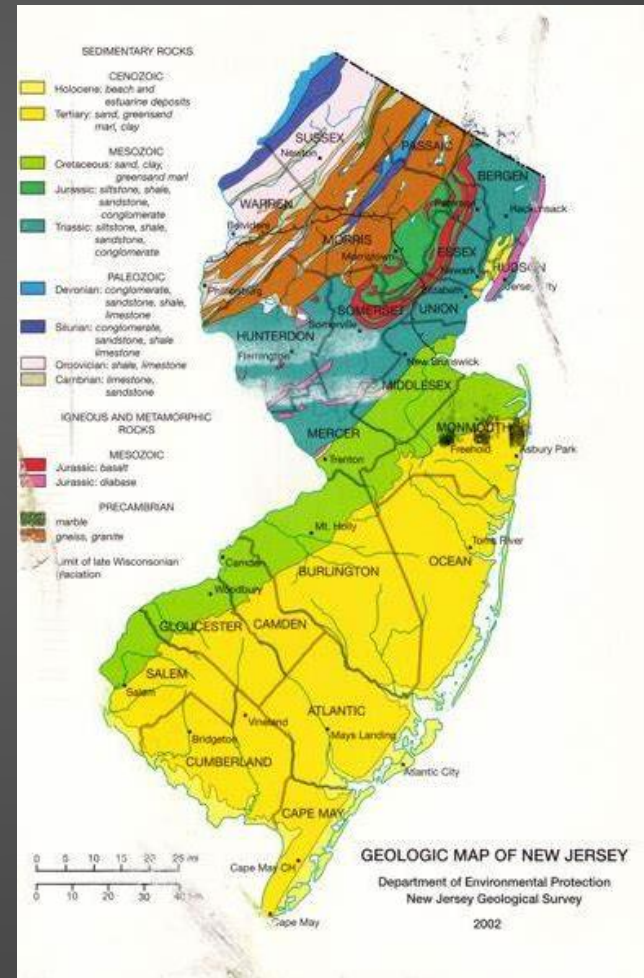 SEDIMENTARY ROCKS
CENOZOIC
Holocene: beach and
estuarine deposits
Tertiary: sand, greensand
marl, clay
MESOZOIC
Cretaceous: sand, clay,
greensand marl
Jurassic: siltstone, shale,
sandstone,
conglomerate
Triassic: siltstone, shale,
sandstone,
conglomerate
PALEOZOIC
Devonian: conglomerate,
sandstone, shale,
limestone
Silurian: conglomerate,
sandstone, shale
limestone
Ordovician: shale, limestone
Cambrian: limestone,
sandstone
IGNEOUS AND METAMORPHIC
ROCKS
MESOZOIC
Jurassic: basalt
Jurassic: diabase
PRECAMBRIAN
marble
gneiss, granite
Limit of late Wisconsinian
glaciation
SUSSEX
Newton
PASSAIC
BERGEN
Paterson
Hackensack
WARREN
Belvidere
MORRIS
Morristown
ESSEX
Newark
HUDSON
Jersey City
Elizabeth
Phillipsburg
SOMERSET
UNION
Somerville
HUNTERDON
Flemington
New Brunswick
MIDDLESEX
MERCER
Trenton
MONMOUTH
Freehold
Asbury Park
Mt. Holly
Toms River
OCEAN
Camden
BURLINGTON
Woodbury
GLOUCESTER
CAMDEN
SALEM
Salem
ATLANTIC
Vineland
Mays Landing
Bridgeton
CUMBERLAND
Atlantic City
CAPE MAY
Cape May CH
Cape May
0 5 10 15 20 25 mi
0 10 20 30 40
GEOLOGIC MAP OF NEW JERSEY
Department of Environmental Protection
New Jersey Geological Survey
2002